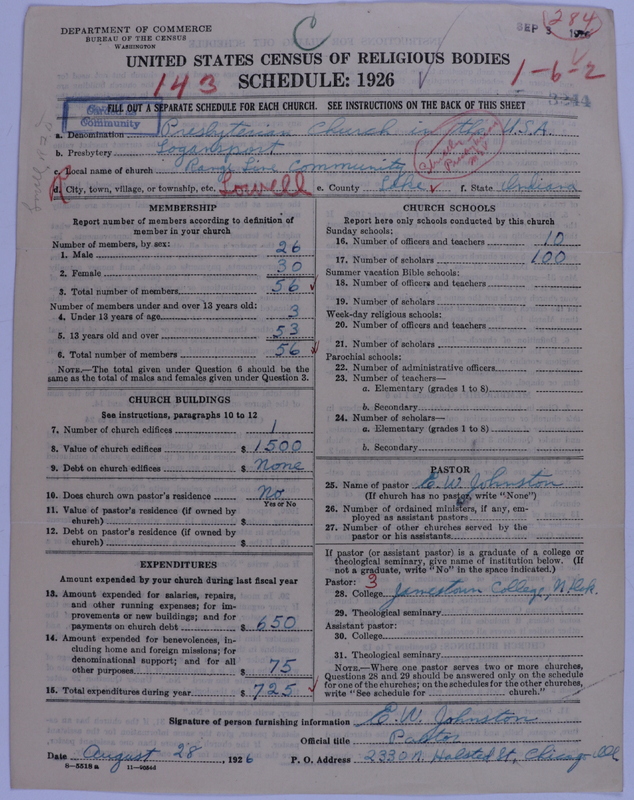 DEPARTMENT OF COMMERCE
BUREAU OF THE CENSUS
WASHINGTON
C
SEP 3 1926
284
UNITED STATES CENSUS OF RELIGIOUS BODIES
SCHEDULE: 1926
143
1-6-2
3244
FILL OUT A SEPARATE SCHEDULE FOR EACH CHURCH. SEE INSTRUCTIONS ON THE BACK OF THIS SHEET
Community
a. Denomination Presbyterian Church in the U.S.A.
b. Presbytery Logansport
c. Local name of church Range Line Community
d. City, town, village, or township, etc. Lowell e. County Lake f. State Indiana
MEMBERSHIP
Report number of members according to definition of
member in your church
Number of members, by sex:
1. Male 26
2. Female 30
3. Total number of members 56
Number of members under and over 13 years old:
4. Under 13 years of age 3
5. 13 years old and over 53
6. Total number of members 56
NOTE.—The total given under Question 6 should be the
same as the total of males and females given under Question 3.
CHURCH BUILDINGS
See instructions, paragraphs 10 to 12
7. Number of church edifices 1
8. Value of church edifices $ 1500
9. Debt on church edifices $ None
10. Does church own pastor's residence No
Yes or No
11. Value of pastor's residence (if owned by
church) $
12. Debt on pastor's residence (if owned by
church) $
EXPENDITURES
Amount expended by your church during last fiscal year
13. Amount expended for salaries, repairs,
and other running expenses; for im-
provements or new buildings; and for
payments on church debt $ 650
14. Amount expended for benevolences, in-
cluding home and foreign missions; for
denominational support; and for all
other purposes $ 75
15. Total expenditures during year $ 725
CHURCH SCHOOLS
Report here only schools conducted by this church
Sunday schools:
16. Number of officers and teachers 10
17. Number of scholars 100
Summer vacation Bible schools:
18. Number of officers and teachers
19. Number of scholars
Week-day religious schools:
20. Number of officers and teachers
21. Number of scholars
Parochial schools:
22. Number of administrative officers
23. Number of teachers—
a. Elementary (grades 1 to 8)
b. Secondary
24. Number of scholars—
a. Elementary (grades 1 to 8)
b. Secondary
PASTOR
25. Name of pastor E. W. Johnston
(If church has no pastor, write "None")
26. Number of ordained ministers, if any, em-
ployed as assistant pastors
27. Number of other churches served by the
pastor or his assistants
If pastor (or assistant pastor) is a graduate of a college or
theological seminary, give name of institution below. (If
not a graduate, write "No" in the space indicated.)
Pastor: 3
28. College Jamestown College, N. Dak.
29. Theological seminary
Assistant pastor:
30. College
31. Theological seminary
NOTE.—Where one pastor serves two or more churches,
Questions 28 and 29 should be answered only on the schedule
for one of the churches; on the schedules for the other churches,
write "See schedule for church."
Signature of person furnishing information E. W. Johnston
Official title Pastor
Date August 28, 1926 P. O. Address 2330 N. Halsted St., Chicago Ill
8—5518a